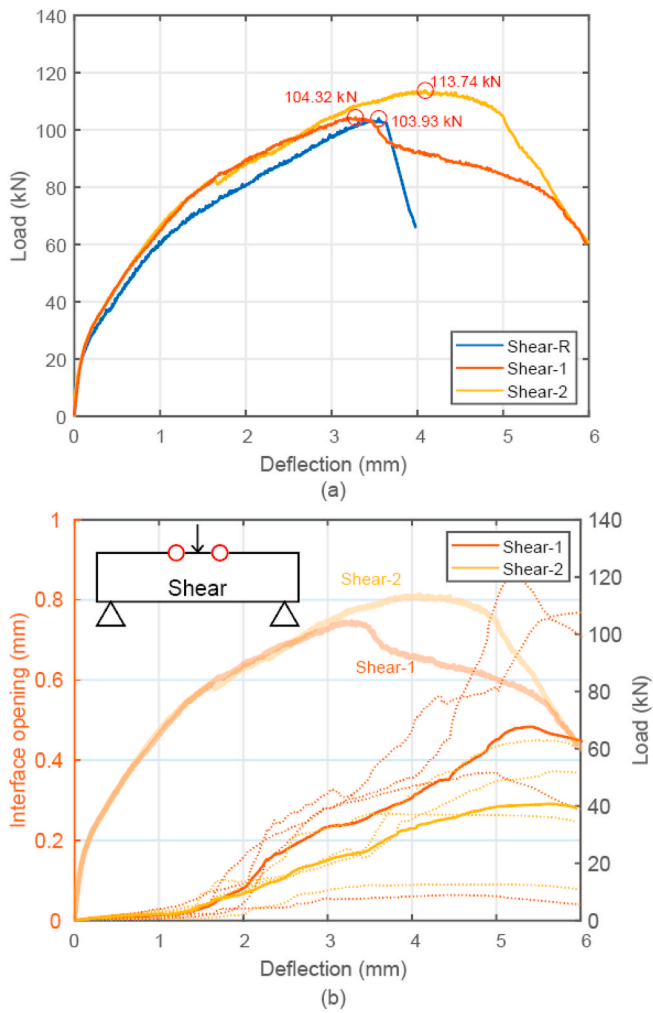 140
120
100
80
60
40
20
0
Load (kN)
113.74 kN
104.32 kN
103.93 kN
Shear-R
Shear-1
Shear-2
0 1 2 3 4 5 6
Deflection (mm)
(a)
1
0.8
0.6
0.4
0.2
0
Interface opening (mm)
Shear
Shear-2
Shear-1
Shear-1
Shear-2
140
120
100
80
60
40
20
0
Load (kN)
0 1 2 3 4 5 6
Deflection (mm)
(b)